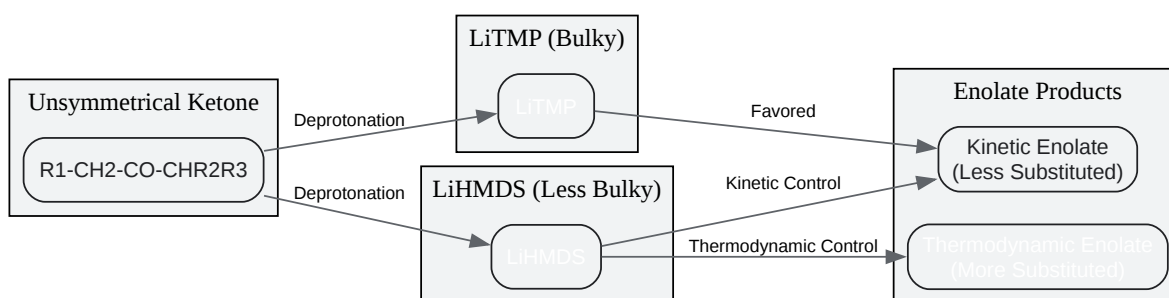 LiTMP (Bulky)
LiTMP
Unsymmetrical Ketone
R1-CH2-CO-CHR2R3
Deprotonation
Deprotonation
LiHMDS (Less Bulky)
LiHMDS
Favored
Kinetic Control
Thermodynamic Control
Enolate Products
Kinetic Enolate
(Less Substituted)
Thermodynamic Enolate
(More Substituted)